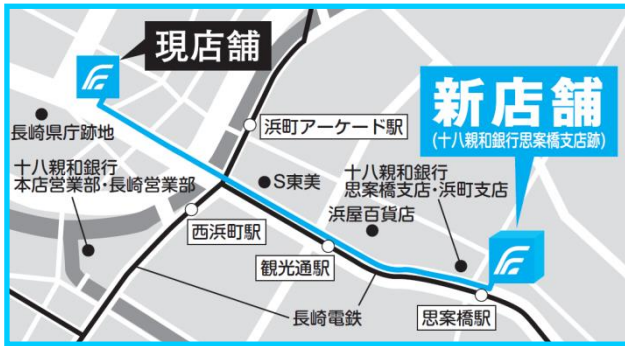 現店舗
長崎県庁跡地
十八親和銀行
本店営業部・長崎営業部
浜町アーケード駅
S東美
西浜町駅
観光通駅
長崎電鉄
浜屋百貨店
十八親和銀行
思案橋支店・浜町支店
新店舗
(十八親和銀行思案橋支店跡)
思案橋駅